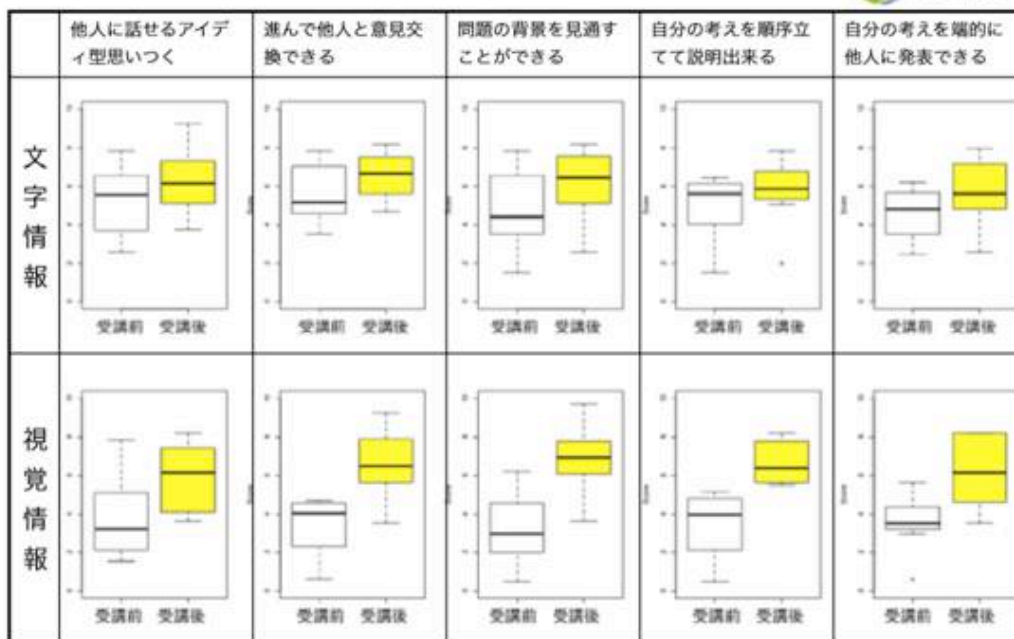 他人に話せるアイデ
ィ型思いつく
進んで他人と意見交
換できる
問題の背景を見通す
ことができる
自分の考えを順序立
てて説明出来る
自分の考えを端的に
他人に発表できる
文字情報
受講前 受講後
受講前 受講後
受講前 受講後
受講前 受講後
受講前 受講後
視覚情報
受講前 受講後
受講前 受講後
受講前 受講後
受講前 受講後
受講前 受講後